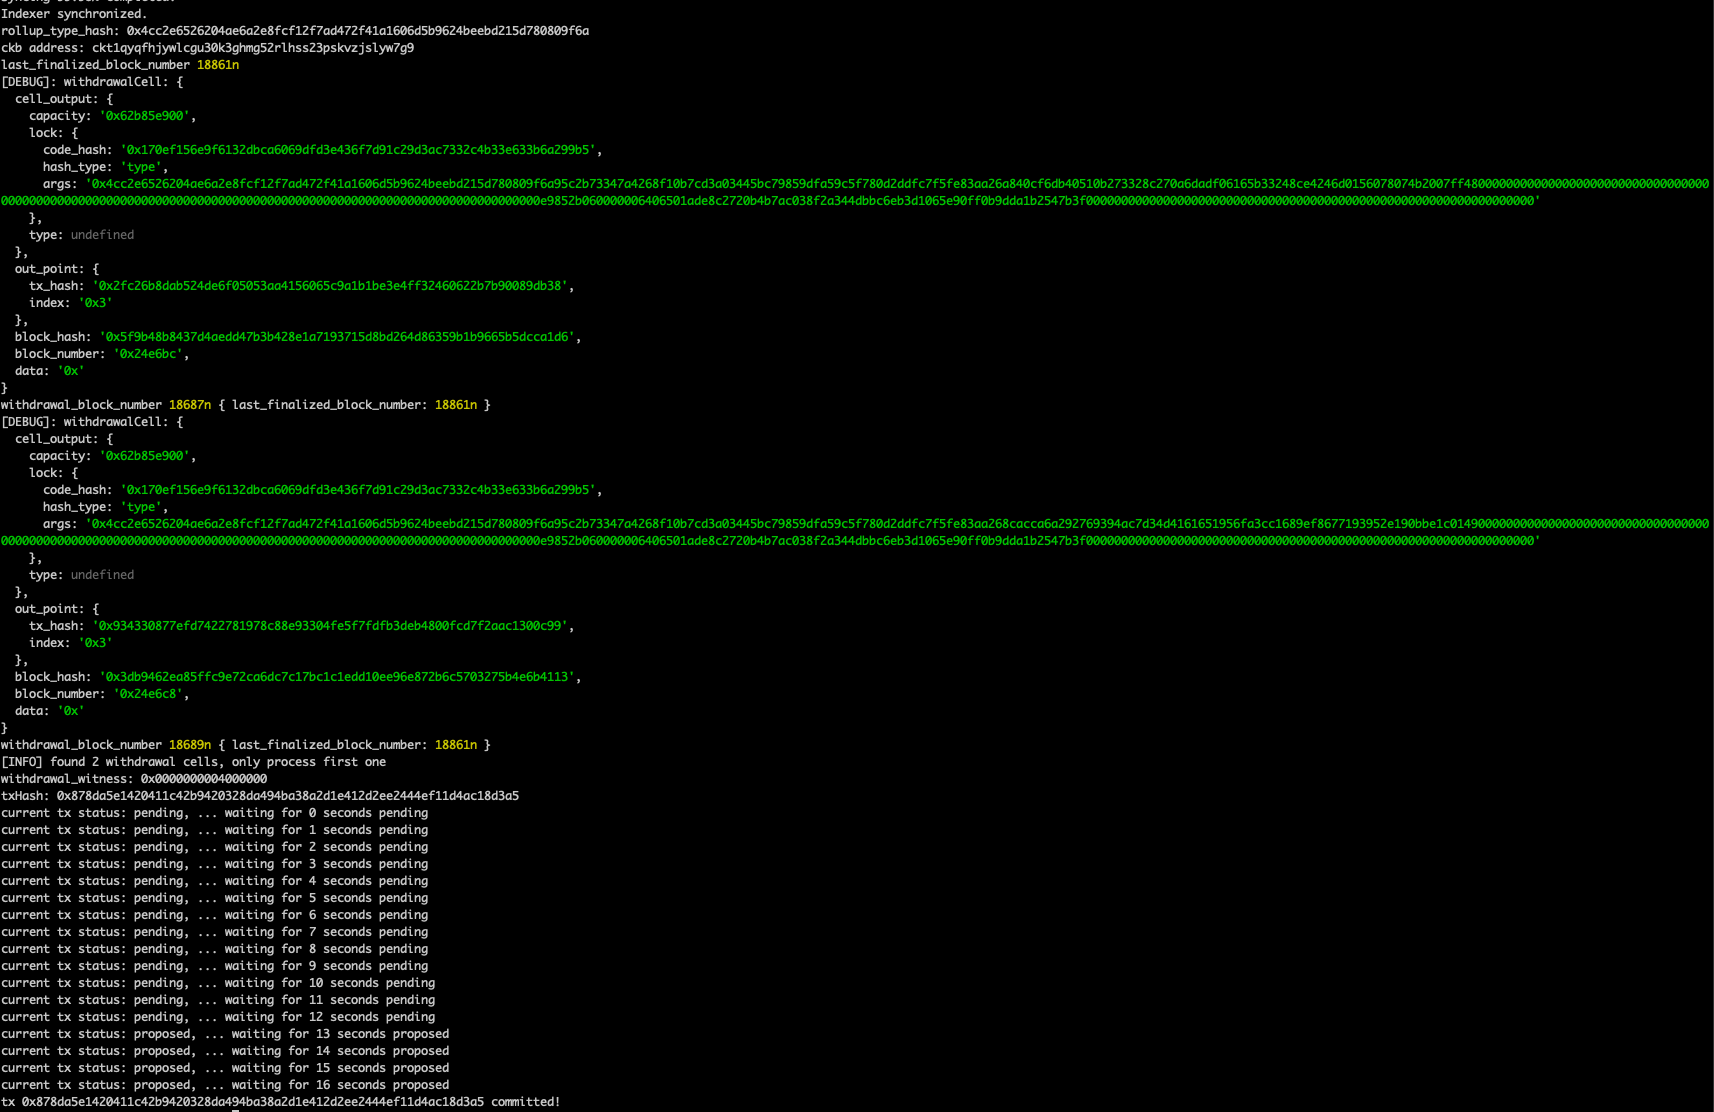 Indexer synchronized.
rollup_type_hash: 0x4cc2e6526204ae6a2e8fcf12f7ad472f41a1606d5b9624beebd215d780809f6a
ckb address: ckt1qyqfhjywlcgu30k3ghmg52rlhss23pskvzjslyw7g9
last_finalized_block_number 18861n
[DEBUG]: withdrawalCell: {
  cell_output: {
    capacity: '0x62b85e900',
    lock: {
      code_hash: '0x170ef156e9f6132dbca6069dfd3e436f7d91c29d3ac7332c4b33e633b6a299b5',
      hash_type: 'type',
      args: '0x4cc2e6526204ae6a2e8fcf12f7ad472f41a1606d5b9624beebd215d780809f6a95c2b73347a4268f10b7cd3a03445bc79859dfa59c5f780d2ddfc7f5fe83aa26a840cf6db40510b273328c270a6dadf06165b33248ce4246d0156078074b2007ff48000000000000000000000000000000000
00000000000000000000000000000000000000000000000000000000000000000000000000000e9852b060000006406501ade8c2720b4b7ac038f2a344dbbc6eb3d1065e90ff0b9dda1b2547b3f0000000000000000000000000000000000000000000000000000000000000000'
    },
    type: undefined
  },
  out_point: {
    tx_hash: '0x2fc26b8dab524de6f05053aa4156065c9a1b1be3e4ff32460622b7b90089db38',
    index: '0x3'
  },
  block_hash: '0x5f9b48b8437d4aedd47b3b428e1a7193715d8bd264d86359b1b9665b5dcca1d6',
  block_number: '0x24e6bc',
  data: '0x'
}
withdrawal_block_number 18687n { last_finalized_block_number: 18861n }
[DEBUG]: withdrawalCell: {
  cell_output: {
    capacity: '0x62b85e900',
    lock: {
      code_hash: '0x170ef156e9f6132dbca6069dfd3e436f7d91c29d3ac7332c4b33e633b6a299b5',
      hash_type: 'type',
      args: '0x4cc2e6526204ae6a2e8fcf12f7ad472f41a1606d5b9624beebd215d780809f6a95c2b73347a4268f10b7cd3a03445bc79859dfa59c5f780d2ddfc7f5fe83aa268cacca6a292769394ac7d34d4161651956fa3cc1689ef8677193952e190bbe1c0149000000000000000000000000000000000
00000000000000000000000000000000000000000000000000000000000000000000000000000e9852b060000006406501ade8c2720b4b7ac038f2a344dbbc6eb3d1065e90ff0b9dda1b2547b3f0000000000000000000000000000000000000000000000000000000000000000'
    },
    type: undefined
  },
  out_point: {
    tx_hash: '0x934330877efd7422781978c88e93304fe5f7fdfb3deb4800fcd7f2aac1300c99',
    index: '0x3'
  },
  block_hash: '0x3db9462ea85ffc9e72ca6dc7c17bc1c1edd10ee96e872b6c5703275b4e6b4113',
  block_number: '0x24e6c8',
  data: '0x'
}
withdrawal_block_number 18689n { last_finalized_block_number: 18861n }
[INFO] found 2 withdrawal cells, only process first one
withdrawal_witness: 0x0000000004000000
txHash: 0x878da5e1420411c42b9420328da494ba38a2d1e412d2ee2444ef11d4ac18d3a5
current tx status: pending, ... waiting for 0 seconds pending
current tx status: pending, ... waiting for 1 seconds pending
current tx status: pending, ... waiting for 2 seconds pending
current tx status: pending, ... waiting for 3 seconds pending
current tx status: pending, ... waiting for 4 seconds pending
current tx status: pending, ... waiting for 5 seconds pending
current tx status: pending, ... waiting for 6 seconds pending
current tx status: pending, ... waiting for 7 seconds pending
current tx status: pending, ... waiting for 8 seconds pending
current tx status: pending, ... waiting for 9 seconds pending
current tx status: pending, ... waiting for 10 seconds pending
current tx status: pending, ... waiting for 11 seconds pending
current tx status: pending, ... waiting for 12 seconds pending
current tx status: proposed, ... waiting for 13 seconds proposed
current tx status: proposed, ... waiting for 14 seconds proposed
current tx status: proposed, ... waiting for 15 seconds proposed
current tx status: proposed, ... waiting for 16 seconds proposed
tx 0x878da5e1420411c42b9420328da494ba38a2d1e412d2ee2444ef11d4ac18d3a5 committed!